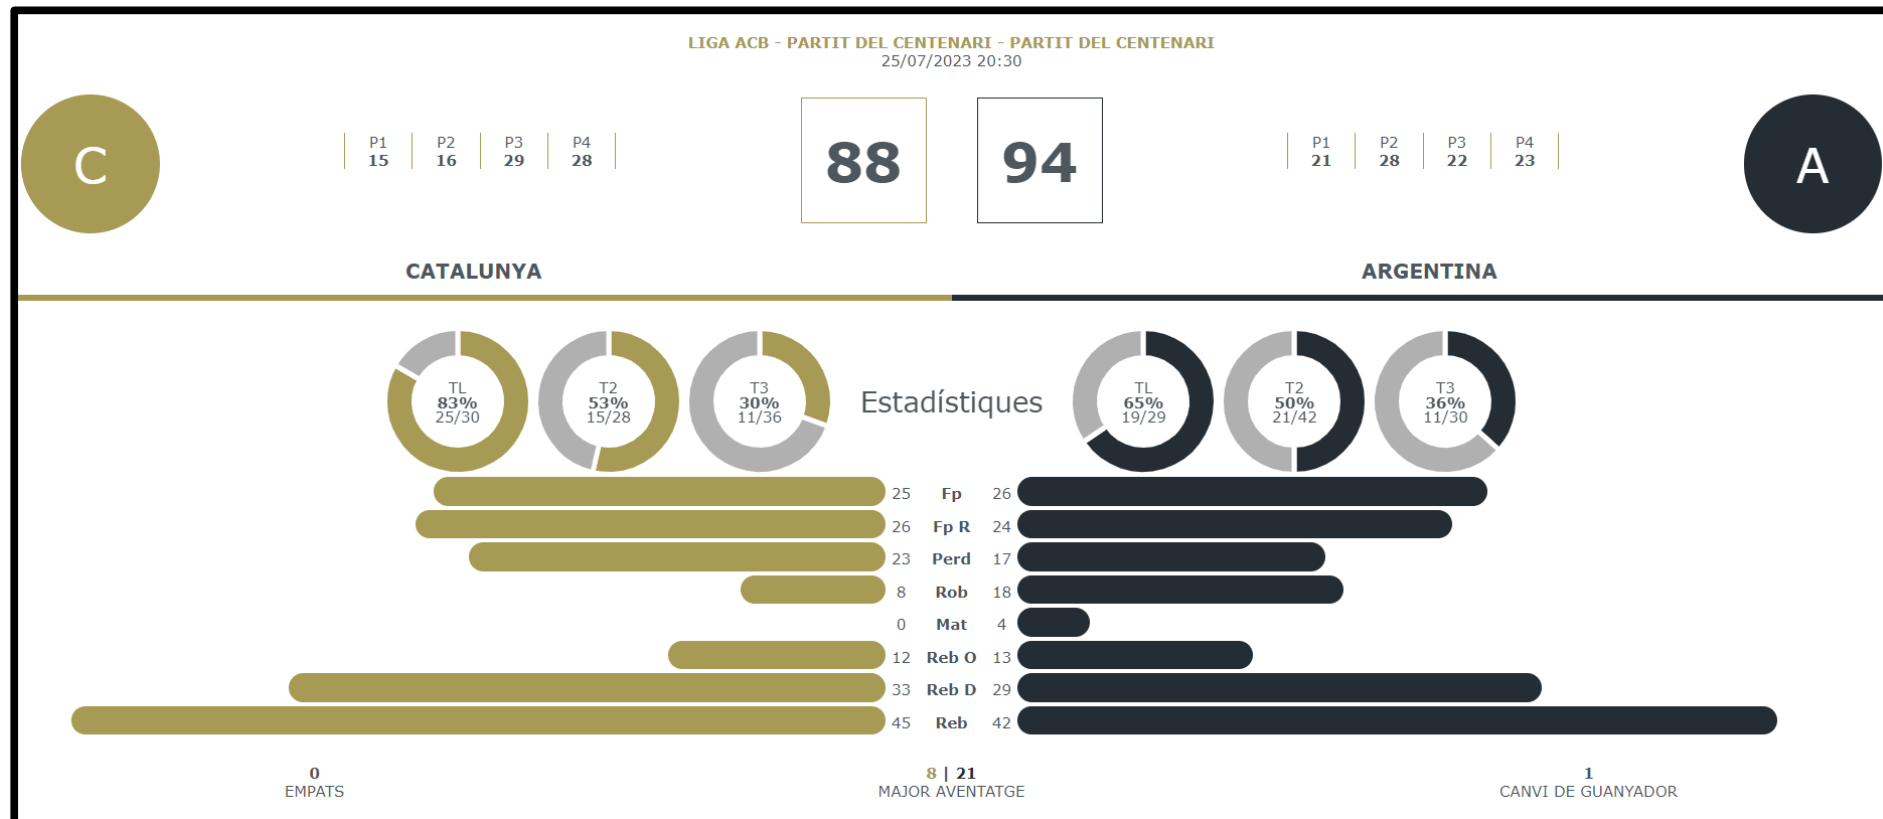 LIGA ACB - PARTIT DEL CENTENARI - PARTIT DEL CENTENARI
25/07/2023 20:30
C
P1 P2 P3 P4
15 16 29 28
88 94
P1 P2 P3 P4
21 28 22 23
A
CATALUNYA ARGENTINA
TL
83%
25/30
T2
53%
15/28
T3
30%
11/36
Estadístiques
TL
65%
19/29
T2
50%
21/42
T3
36%
11/30
25 Fp 26
26 Fp R 24
23 Perd 17
8 Rob 18
0 Mat 4
12 Reb O 13
33 Reb D 29
45 Reb 42
0
EMPATS
8 | 21
MAJOR AVENTATGE
1
CANVI DE GUANYADOR